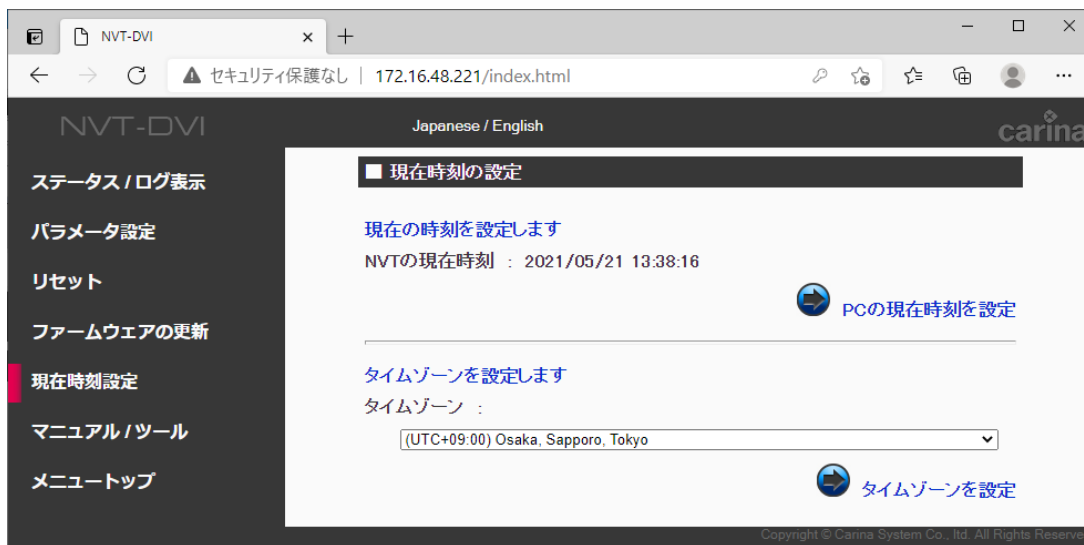 NVT-DVI
セキュリティ保護なし | 172.16.48.221/index.html
NVT-DVI
Japanese / English
carina
ステータス / ログ表示
パラメータ設定
リセット
ファームウェアの更新
現在時刻設定
マニュアル / ツール
メニュートップ
■ 現在時刻の設定
現在の時刻を設定します
NVTの現在時刻 : 2021/05/21 13:38:16
PCの現在時刻を設定
タイムゾーンを設定します
タイムゾーン :
(UTC+09:00) Osaka, Sapporo, Tokyo
タイムゾーンを設定
Copyright © Carina System Co., ltd. All Rights Reserve